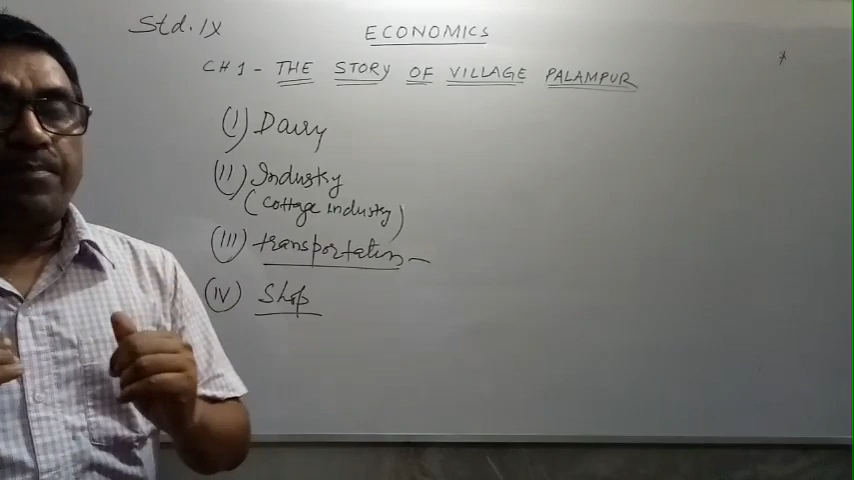 Std. IX
ECONOMICS
CH 1 - THE STORY OF VILLAGE PALAMPUR
(I) Dairy
(II) Industry
(Cottage industry)
(III) transportation -
(IV) Shop